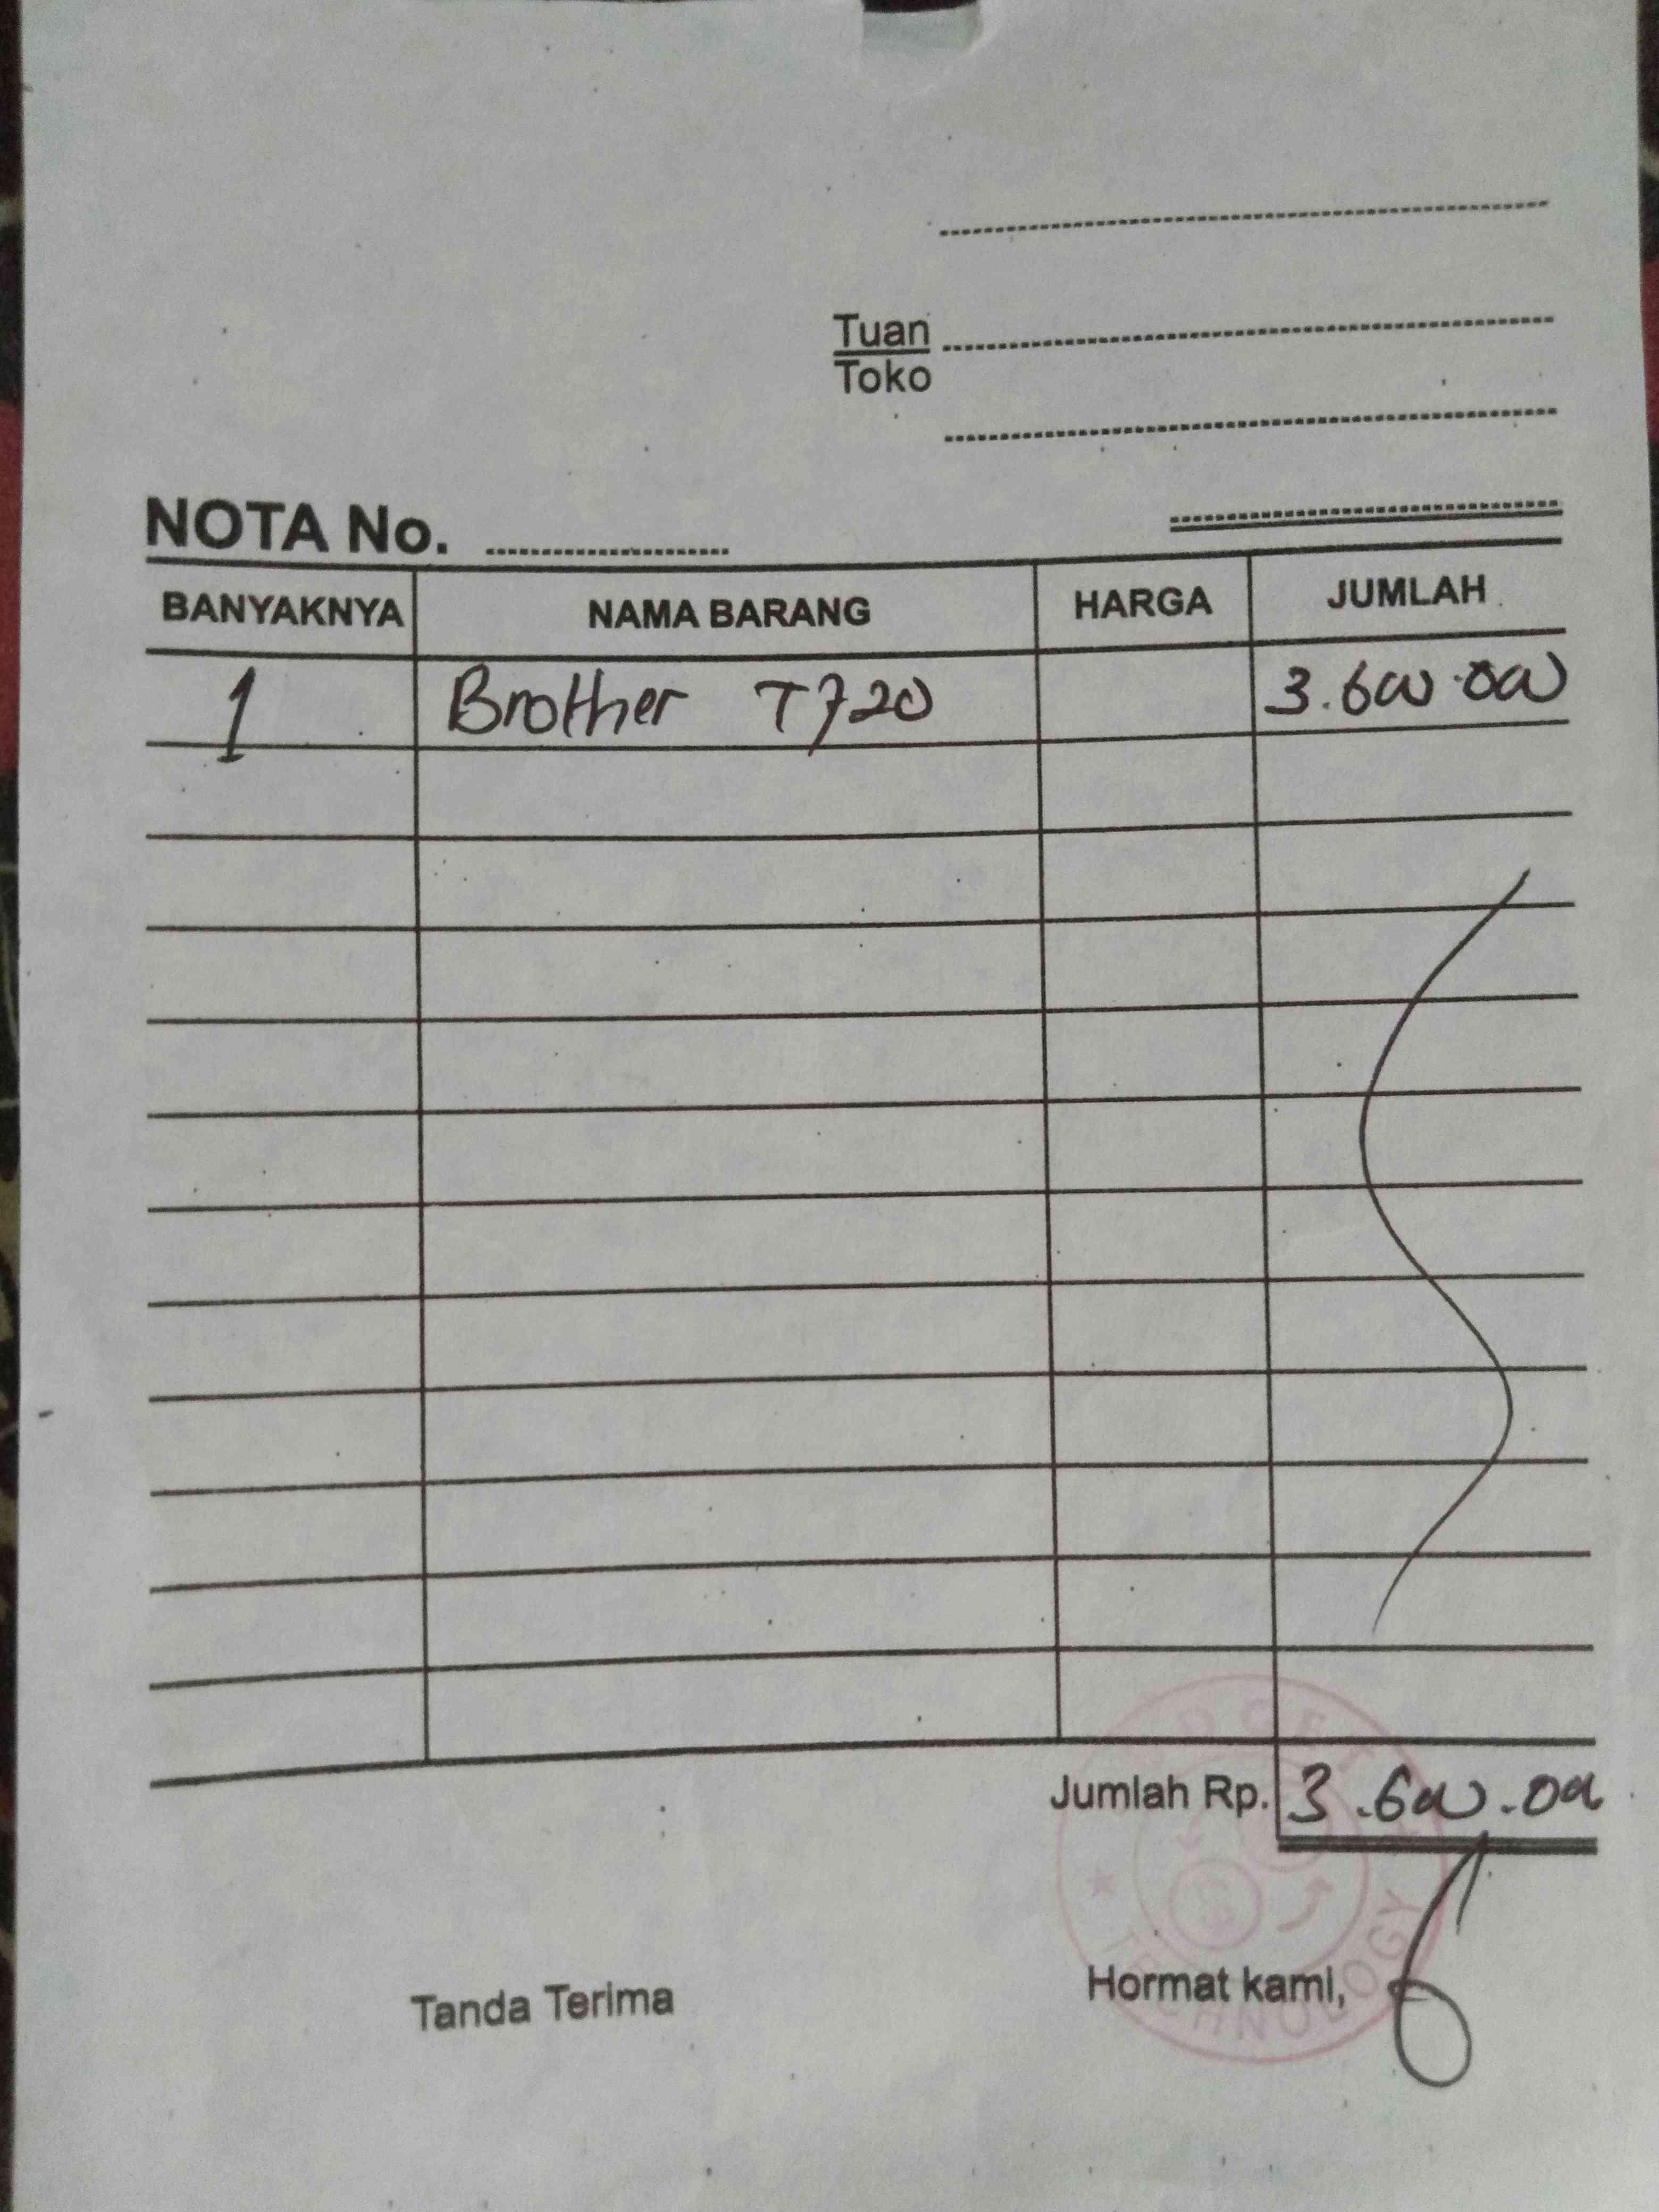 Tuan
Toko
NOTA No.
BANYAKNYA NAMA BARANG HARGA JUMLAH
1 Brother T720 3.600.000
Jumlah Rp. 3.600.000
Tanda Terima Hormat kami,
TECHNOLOGY